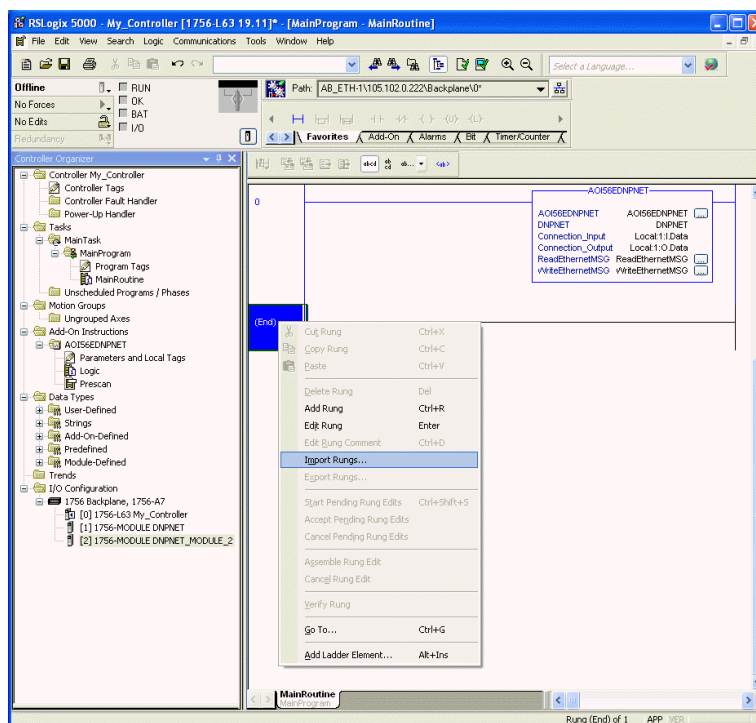 RSLogix 5000 - My_Controller [1756-L63 19.11]* - [MainProgram - MainRoutine]
File Edit View Search Logic Communications Tools Window Help
Select a Language...
Offline
RUN
No Forces
OK
No Edits
BAT
Redundancy
I/O
Path: AB_ETH-1\105.102.0.222\Backplane\0*
Favorites Add-On Alarms Bit Timer/Counter
Controller Organizer
Controller My_Controller
Controller Tags
Controller Fault Handler
Power-Up Handler
Tasks
MainTask
MainProgram
Program Tags
MainRoutine
Unscheduled Programs / Phases
Motion Groups
Ungrouped Axes
Add-On Instructions
AOI56EDNPNET
Parameters and Local Tags
Logic
Prescan
Data Types
User-Defined
Strings
Add-On-Defined
Predefined
Module-Defined
Trends
I/O Configuration
1756 Backplane, 1756-A7
[0] 1756-L63 My_Controller
[1] 1756-MODULE DNPNET
[2] 1756-MODULE DNPNET_MODULE_2
0
AOI56EDNPNET
AOI56EDNPNET AOI56EDNPNET ...
DNPNET DNPNET
Connection_Input Local:1:I.Data
Connection_Output Local:1:O.Data
ReadEthernetMSG ReadEthernetMSG ...
WriteEthernetMSG WriteEthernetMSG ...
(End)
Cut Rung Ctrl+X
Copy Rung Ctrl+C
Paste Ctrl+V
Delete Rung Del
Add Rung Ctrl+R
Edit Rung Enter
Edit Rung Comment Ctrl+D
Import Rungs...
Export Rungs...
Start Pending Rung Edits Ctrl+Shift+S
Accept Pending Rung Edits
Cancel Pending Rung Edits
Assemble Rung Edit
Cancel Rung Edit
Verify Rung
Go To... Ctrl+G
Add Ladder Element... Alt+Ins
MainRoutine
MainProgram
Rung (End) of 1 APP VER